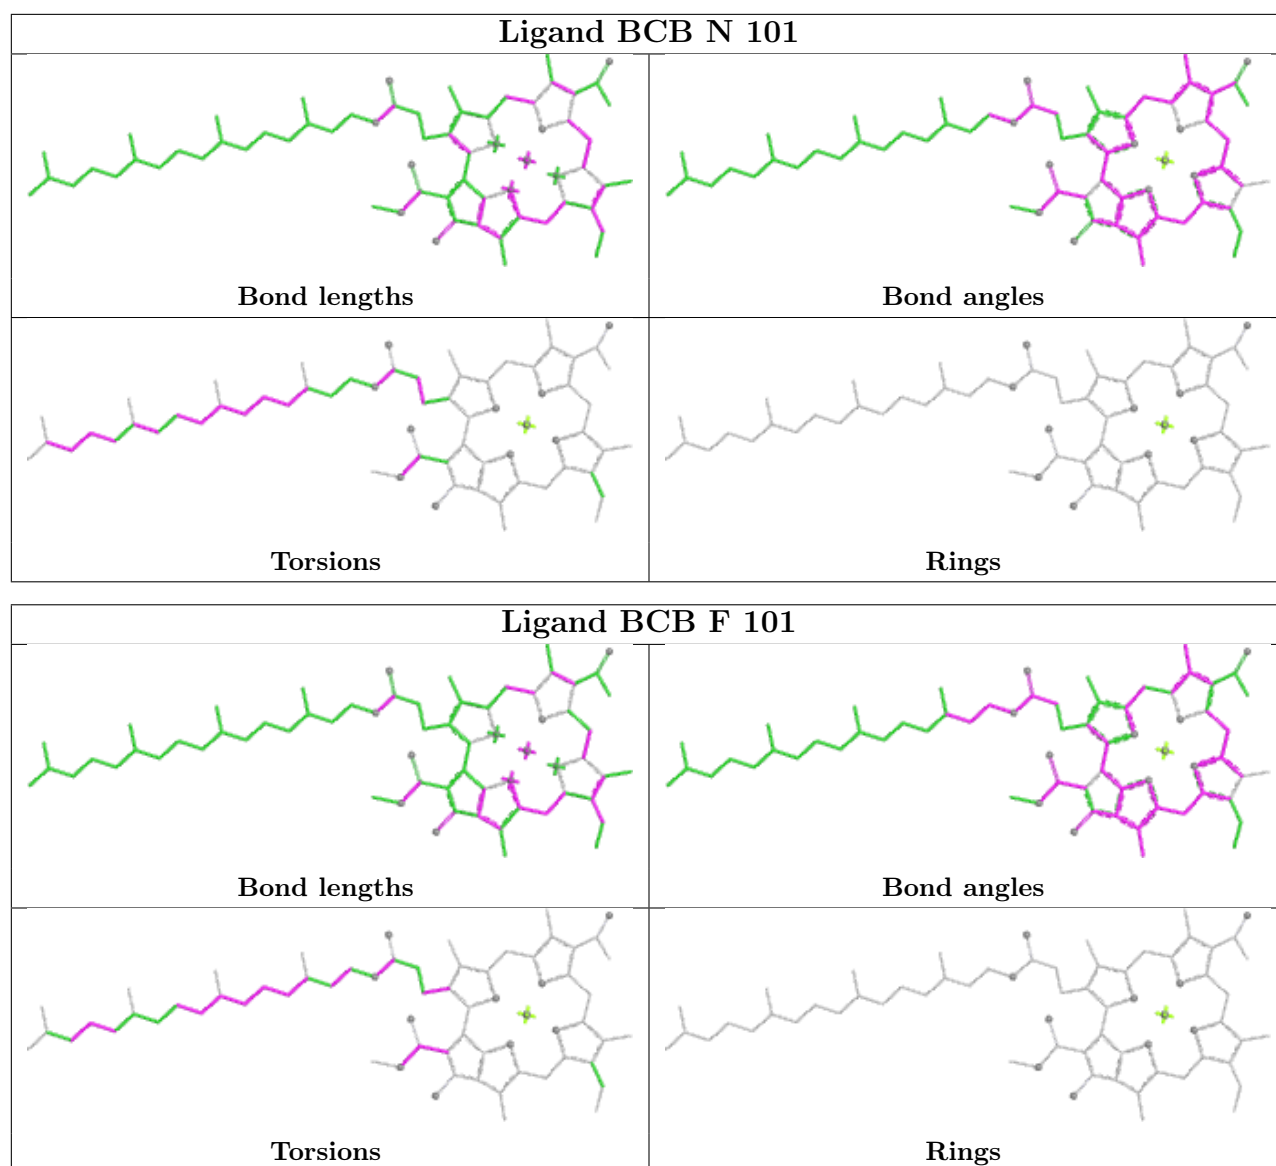 Ligand BCB N 101
Bond lengths
Bond angles
Torsions
Rings
Ligand BCB F 101
Bond lengths
Bond angles
Torsions
Rings